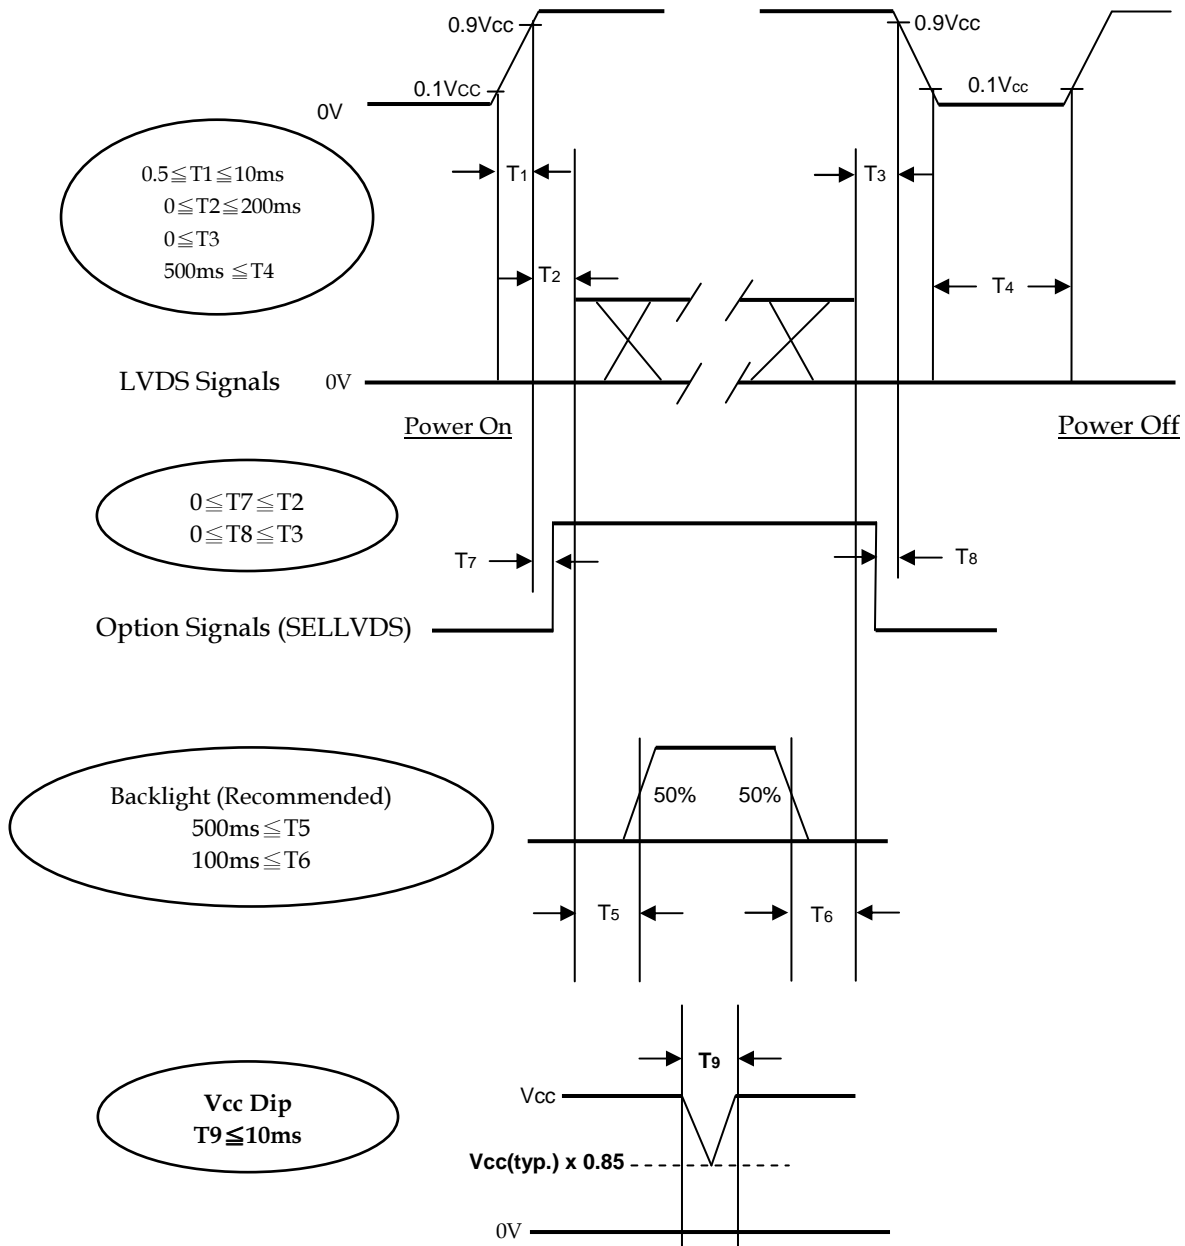 0.9Vcc
0.9Vcc
0.1Vcc
0.1Vcc
0V
0.5≦T1≦10ms
0≦T2≦200ms
0≦T3
500ms ≦T4
T1
T3
T2
T4
LVDS Signals
0V
Power On
Power Off
0≦T7≦T2
0≦T8≦T3
T7
T8
Option Signals (SELLVDS)
Backlight (Recommended)
500ms≦T5
100ms≦T6
50%
50%
T5
T6
T9
Vcc
Vcc Dip
T9≦10ms
Vcc(typ.) x 0.85
0V